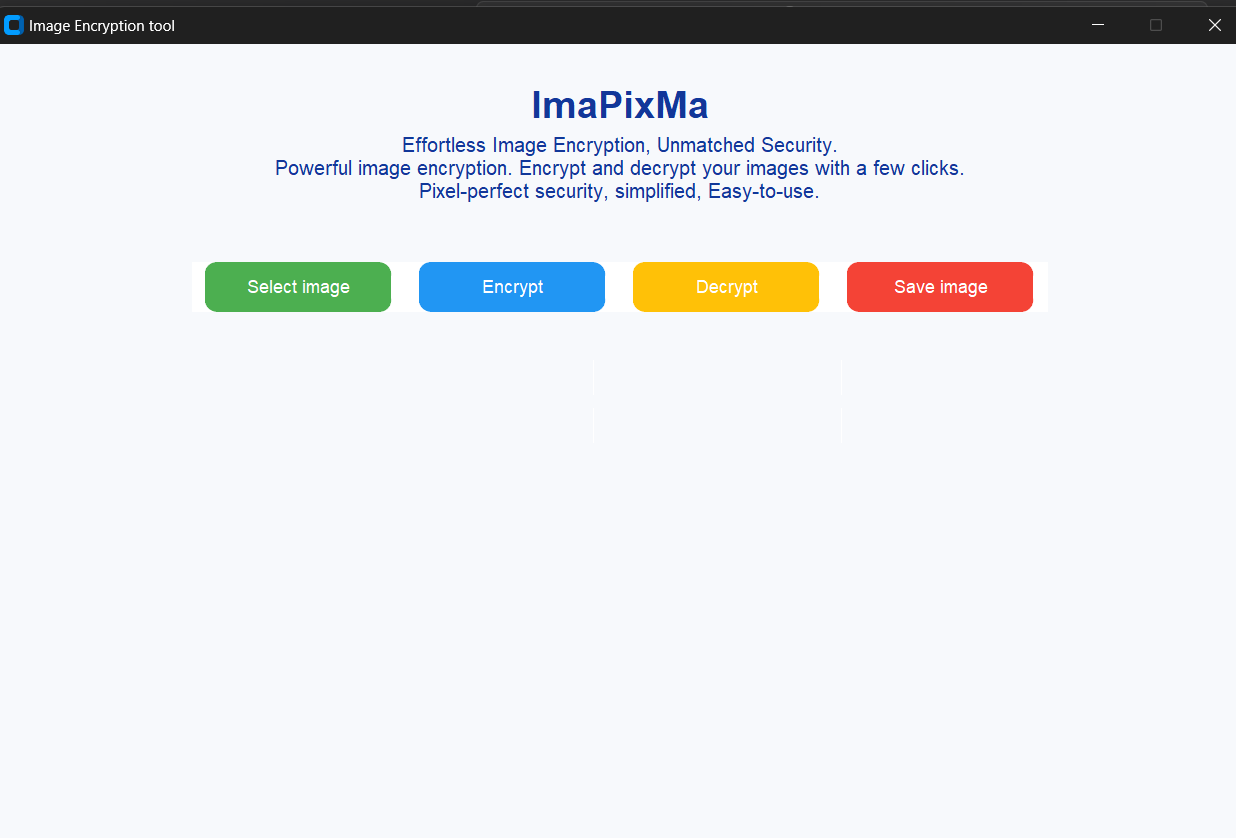 Image Encryption tool
ImaPixMa
Effortless Image Encryption, Unmatched Security.
Powerful image encryption. Encrypt and decrypt your images with a few clicks.
Pixel-perfect security, simplified, Easy-to-use.
Select image
Encrypt
Decrypt
Save image